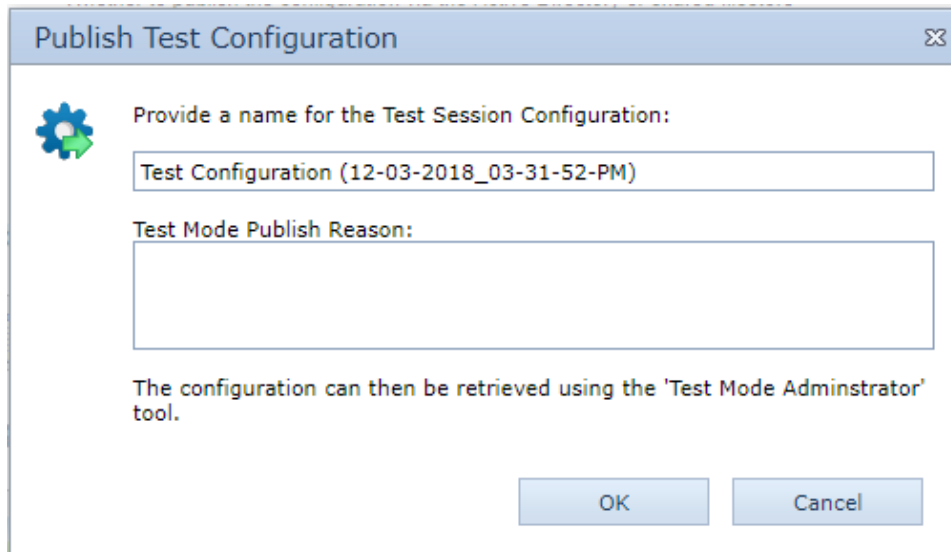 Publish Test Configuration
Provide a name for the Test Session Configuration:
Test Configuration (12-03-2018_03-31-52-PM)
Test Mode Publish Reason:
The configuration can then be retrieved using the 'Test Mode Adminstrator'
tool.
OK
Cancel